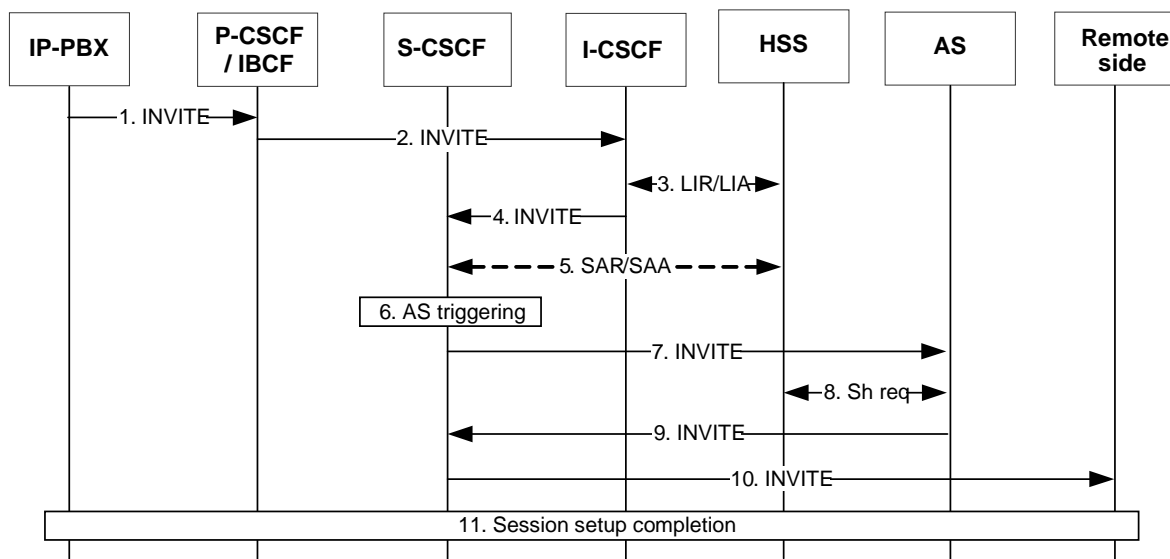 IP-PBX
P-CSCF
/ IBCF
S-CSCF
I-CSCF
HSS
AS
Remote
side
1. INVITE
2. INVITE
3. LIR/LIA
4. INVITE
5. SAR/SAA
6. AS triggering
7. INVITE
8. Sh req
9. INVITE
10. INVITE
11. Session setup completion